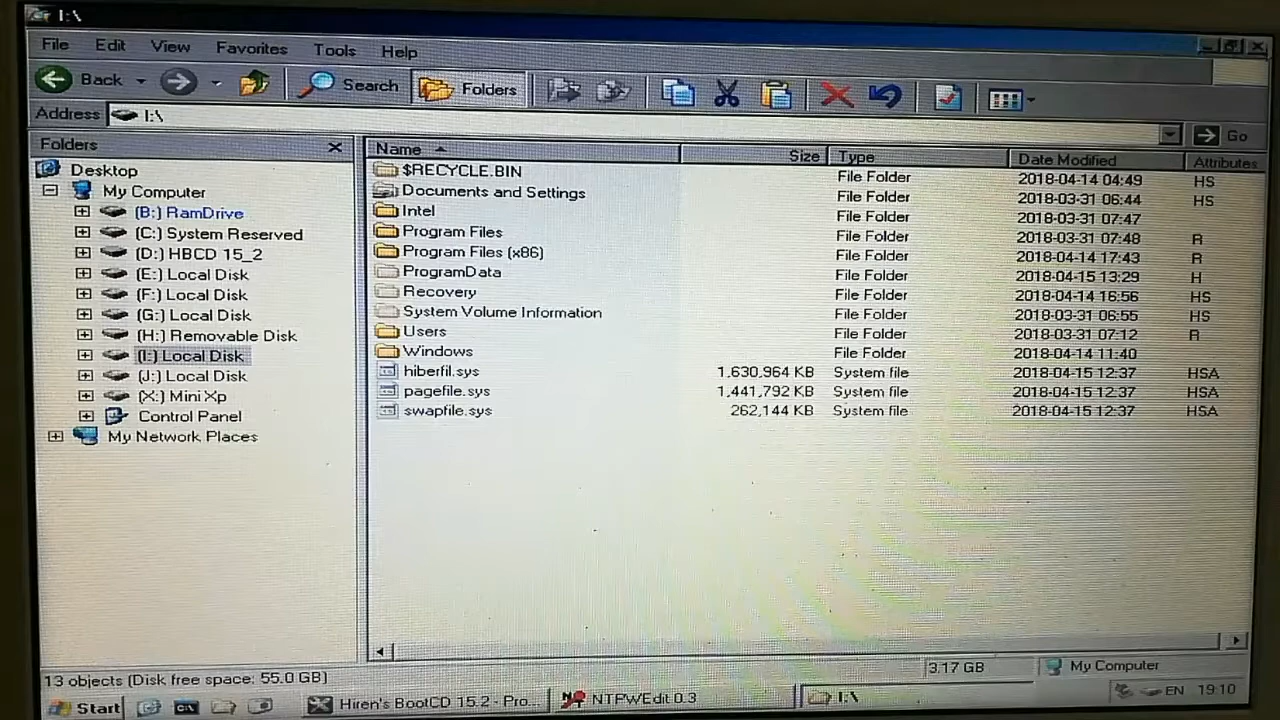 I:\
File Edit View Favorites Tools Help
Back Search Folders
Address I:\ Go
Folders
Name Size Type Date Modified Attributes
Desktop
My Computer
(B:) RamDrive
(C:) System Reserved
(D:) HBCD 15_2
(E:) Local Disk
(F:) Local Disk
(G:) Local Disk
(H:) Removable Disk
(I:) Local Disk
(J:) Local Disk
(X:) Mini Xp
Control Panel
My Network Places
$RECYCLE.BIN File Folder 2018-04-14 04:49 HS
Documents and Settings File Folder 2018-03-31 06:44 HS
Intel File Folder 2018-03-31 07:47
Program Files File Folder 2018-03-31 07:48 R
Program Files (x86) File Folder 2018-04-14 17:43 R
ProgramData File Folder 2018-04-15 13:29 H
Recovery File Folder 2018-04-14 16:56 HS
System Volume Information File Folder 2018-03-31 06:55 HS
Users File Folder 2018-03-31 07:12 R
Windows File Folder 2018-04-14 11:40
hiberfil.sys 1,630,964 KB System file 2018-04-15 12:37 HSA
pagefile.sys 1,441,792 KB System file 2018-04-15 12:37 HSA
swapfile.sys 262,144 KB System file 2018-04-15 12:37 HSA
13 objects (Disk free space: 55.0 GB) 3.17 GB My Computer
Start Hiren's BootCD 15.2 - Pro... NTPWEdit 0.3 I:\ EN 19:10